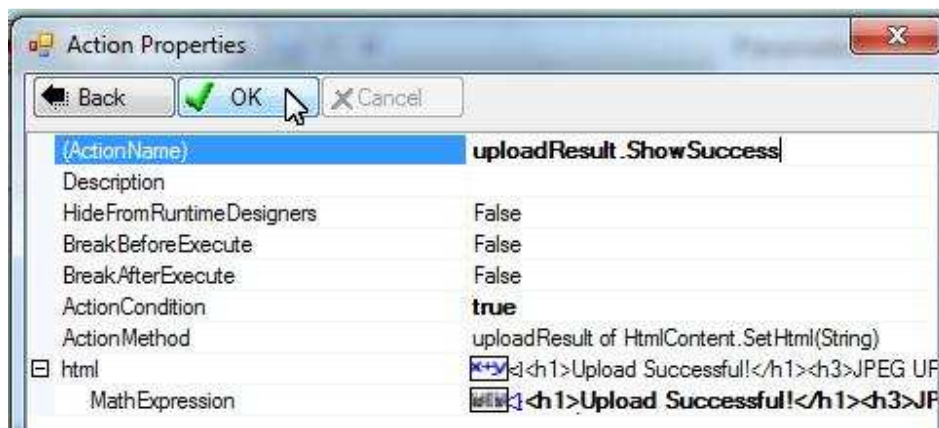 Action Properties
Back OK Cancel
(ActionName) uploadResult.ShowSuccess
Description
HideFromRuntimeDesigners False
BreakBeforeExecute False
BreakAfterExecute False
ActionCondition true
ActionMethod uploadResult of HtmlContent.SetHtml(String)
html <h1>Upload Successful!</h1><h3>JPEG UF
MathExpression <h1>Upload Successful!</h1><h3>JF